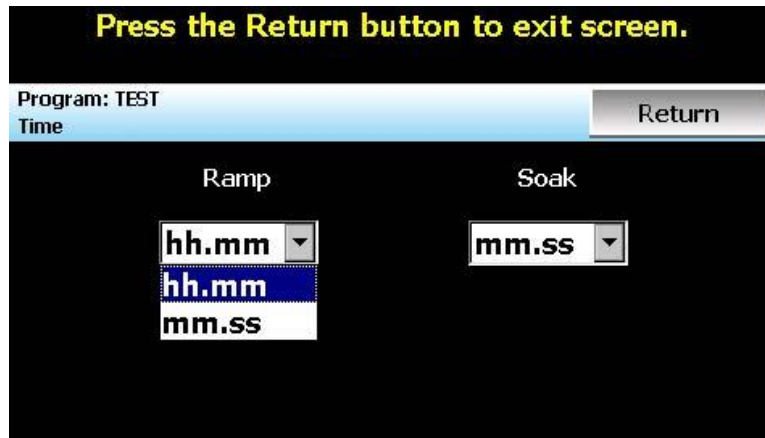 Press the Return button to exit screen.
Program: TEST
Time
Return
Ramp
Soak
hh.mm
mm.ss
hh.mm
mm.ss